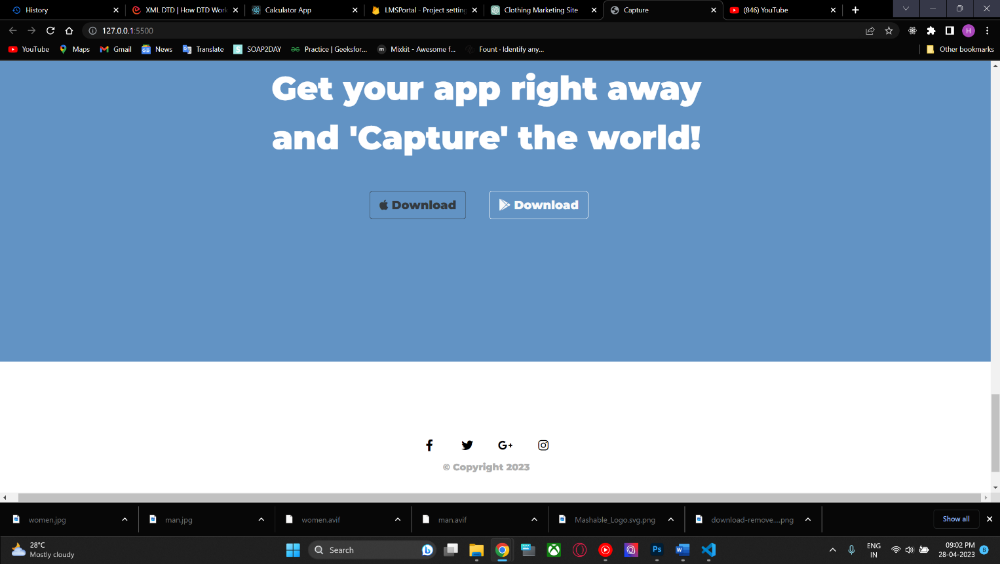 History
XML DTD | How DTD Work
Calculator App
LMSPortal - Project setting
Clothing Marketing Site
Capture
(846) YouTube
127.0.0.1:5500
H
YouTube
Maps
Gmail
News
Translate
SOAP2DAY
Practice | Geeksfor...
Mixkit - Awesome f...
Fount · Identify any...
Other bookmarks
Get your app right away
and 'Capture' the world!
Download
Download
© Copyright 2023
women.jpg
man.jpg
women.avif
man.avif
Mashable_Logo.svg.png
download-remove....png
Show all
28°C
Mostly cloudy
Search
Ps
W
ENG
IN
09:02 PM
28-04-2023
8